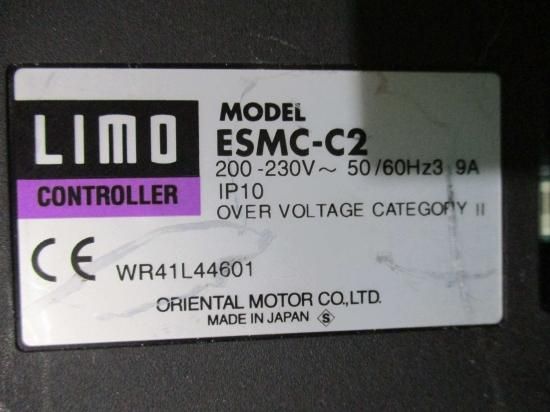 LIMO
CONTROLLER
MODEL
ESMC-C2
200-230V~ 50/60Hz3 9A
IP10
OVER VOLTAGE CATEGORY II
CE WR41L44601
ORIENTAL MOTOR CO.,LTD.
MADE IN JAPAN S